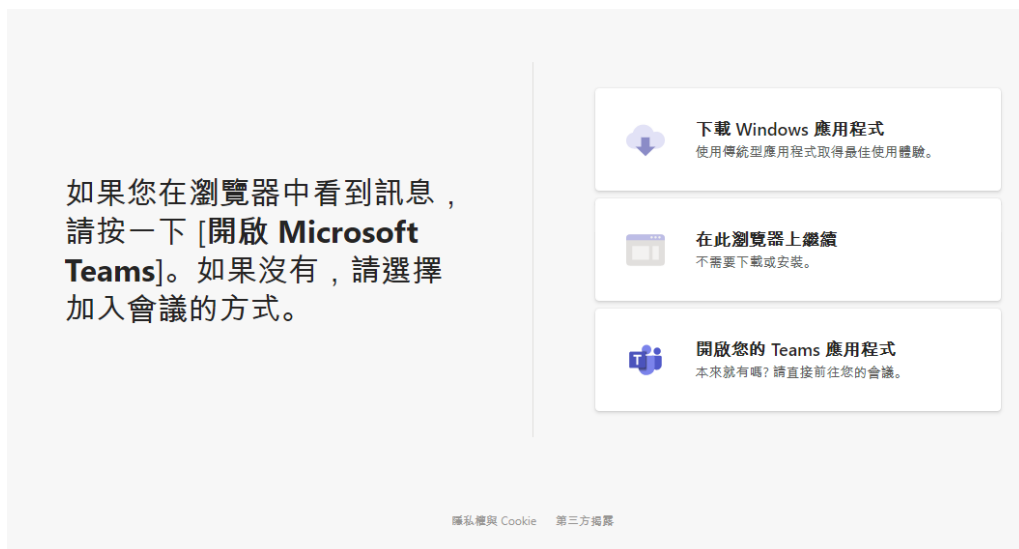 如果您在瀏覽器中看到訊息，
請按一下 [開啟 Microsoft
Teams]。如果沒有，請選擇
加入會議的方式。
下載 Windows 應用程式
使用傳統型應用程式取得最佳使用體驗。
在此瀏覽器上繼續
不需要下載或安裝。
開啟您的 Teams 應用程式
本來就有嗎? 請直接前往您的會議。
隱私權與 Cookie 第三方揭露